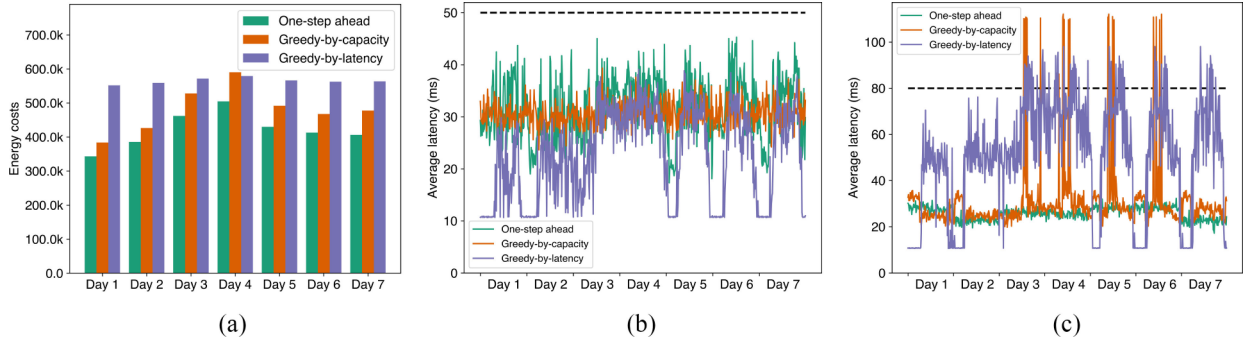 Energy costs
700.0k
600.0k
500.0k
400.0k
300.0k
200.0k
100.0k
0.0
One-step ahead
Greedy-by-capacity
Greedy-by-latency
Day 1 Day 2 Day 3 Day 4 Day 5 Day 6 Day 7
(a)
Average latency (ms)
50
40
30
20
10
0
One-step ahead
Greedy-by-capacity
Greedy-by-latency
Day 1 Day 2 Day 3 Day 4 Day 5 Day 6 Day 7
(b)
Average latency (ms)
100
80
60
40
20
0
One-step ahead
Greedy-by-capacity
Greedy-by-latency
Day 1 Day 2 Day 3 Day 4 Day 5 Day 6 Day 7
(c)